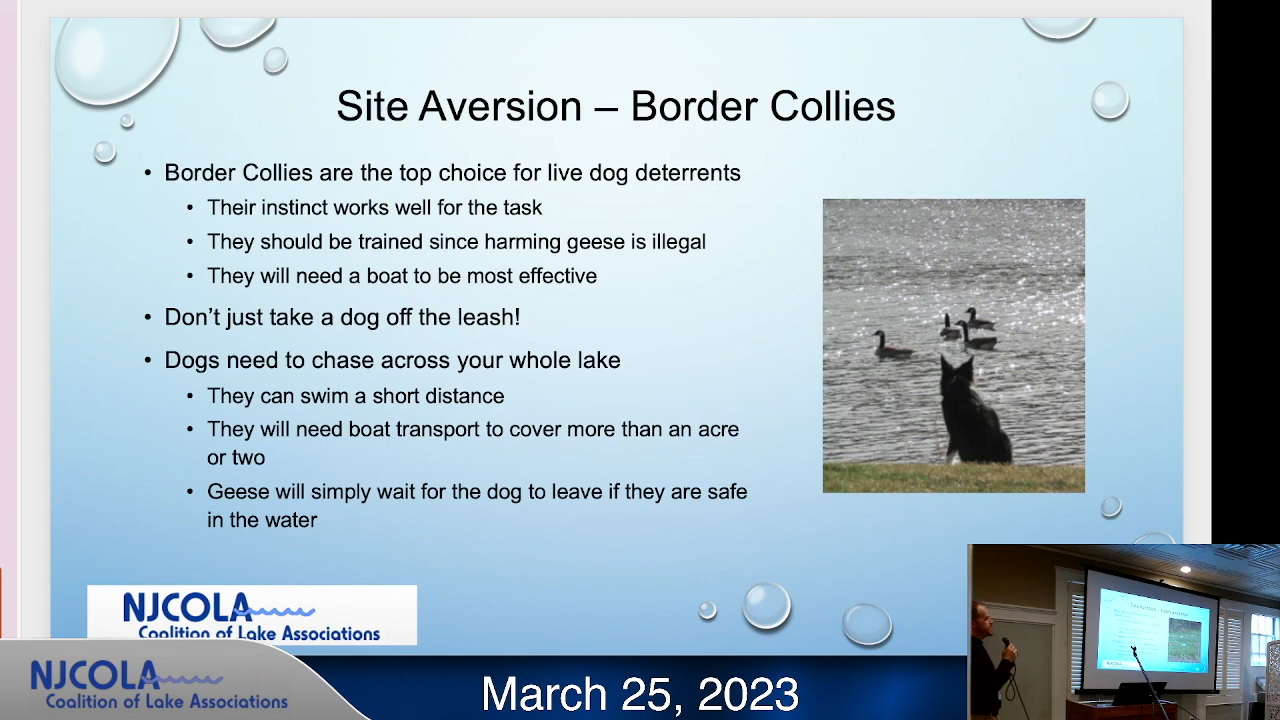 Site Aversion – Border Collies
• Border Collies are the top choice for live dog deterrents
• Their instinct works well for the task
• They should be trained since harming geese is illegal
• They will need a boat to be most effective
• Don't just take a dog off the leash!
• Dogs need to chase across your whole lake
• They can swim a short distance
• They will need boat transport to cover more than an acre
or two
• Geese will simply wait for the dog to leave if they are safe
in the water
NJCOLA
Coalition of Lake Associations
NJCOLA
Coalition of Lake Associations
March 25, 2023